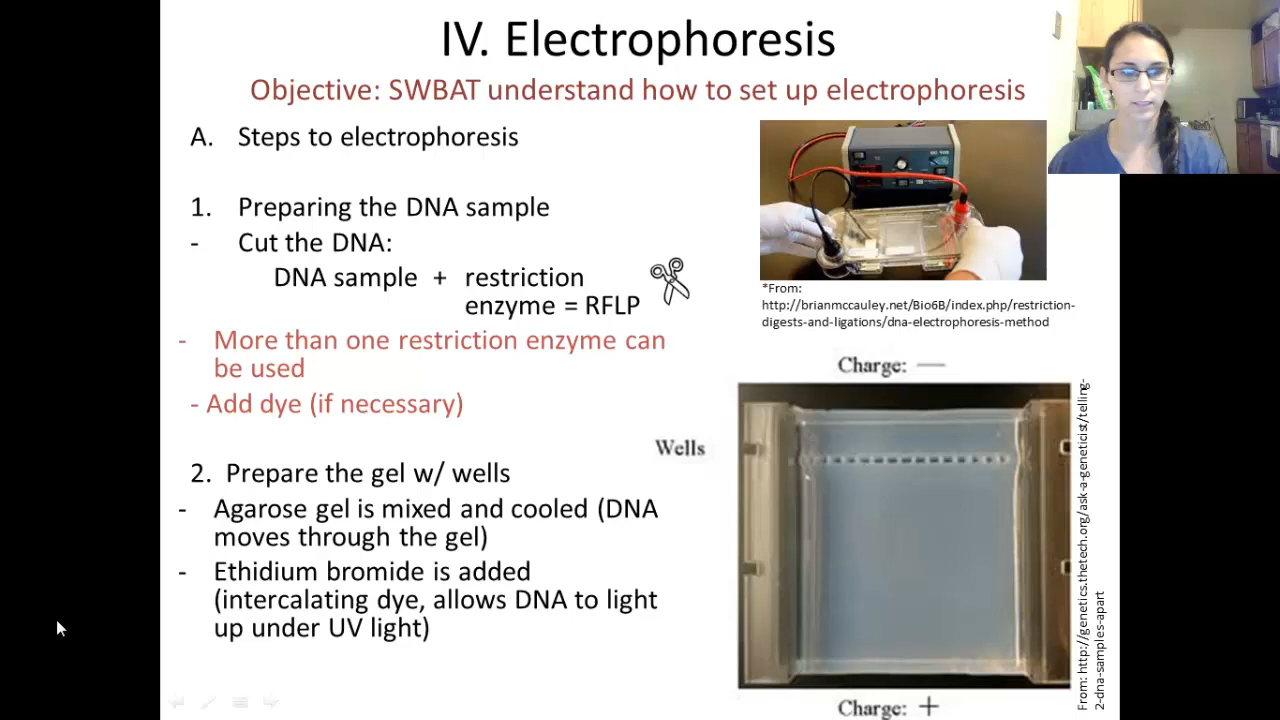 IV. Electrophoresis
Objective: SWBAT understand how to set up electrophoresis
A. Steps to electrophoresis
1. Preparing the DNA sample
- Cut the DNA:
DNA sample + restriction
enzyme = RFLP
- More than one restriction enzyme can
be used
- Add dye (if necessary)
2. Prepare the gel w/ wells
- Agarose gel is mixed and cooled (DNA
moves through the gel)
- Ethidium bromide is added
(intercalating dye, allows DNA to light
up under UV light)
*From:
http://brianmccauley.net/Bio6B/index.php/restriction-
digests-and-ligations/dna-electrophoresis-method
Charge: —
Wells
Charge: +
From: http://genetics.thetech.org/ask-a-geneticist/telling-
2-dna-samples-apart